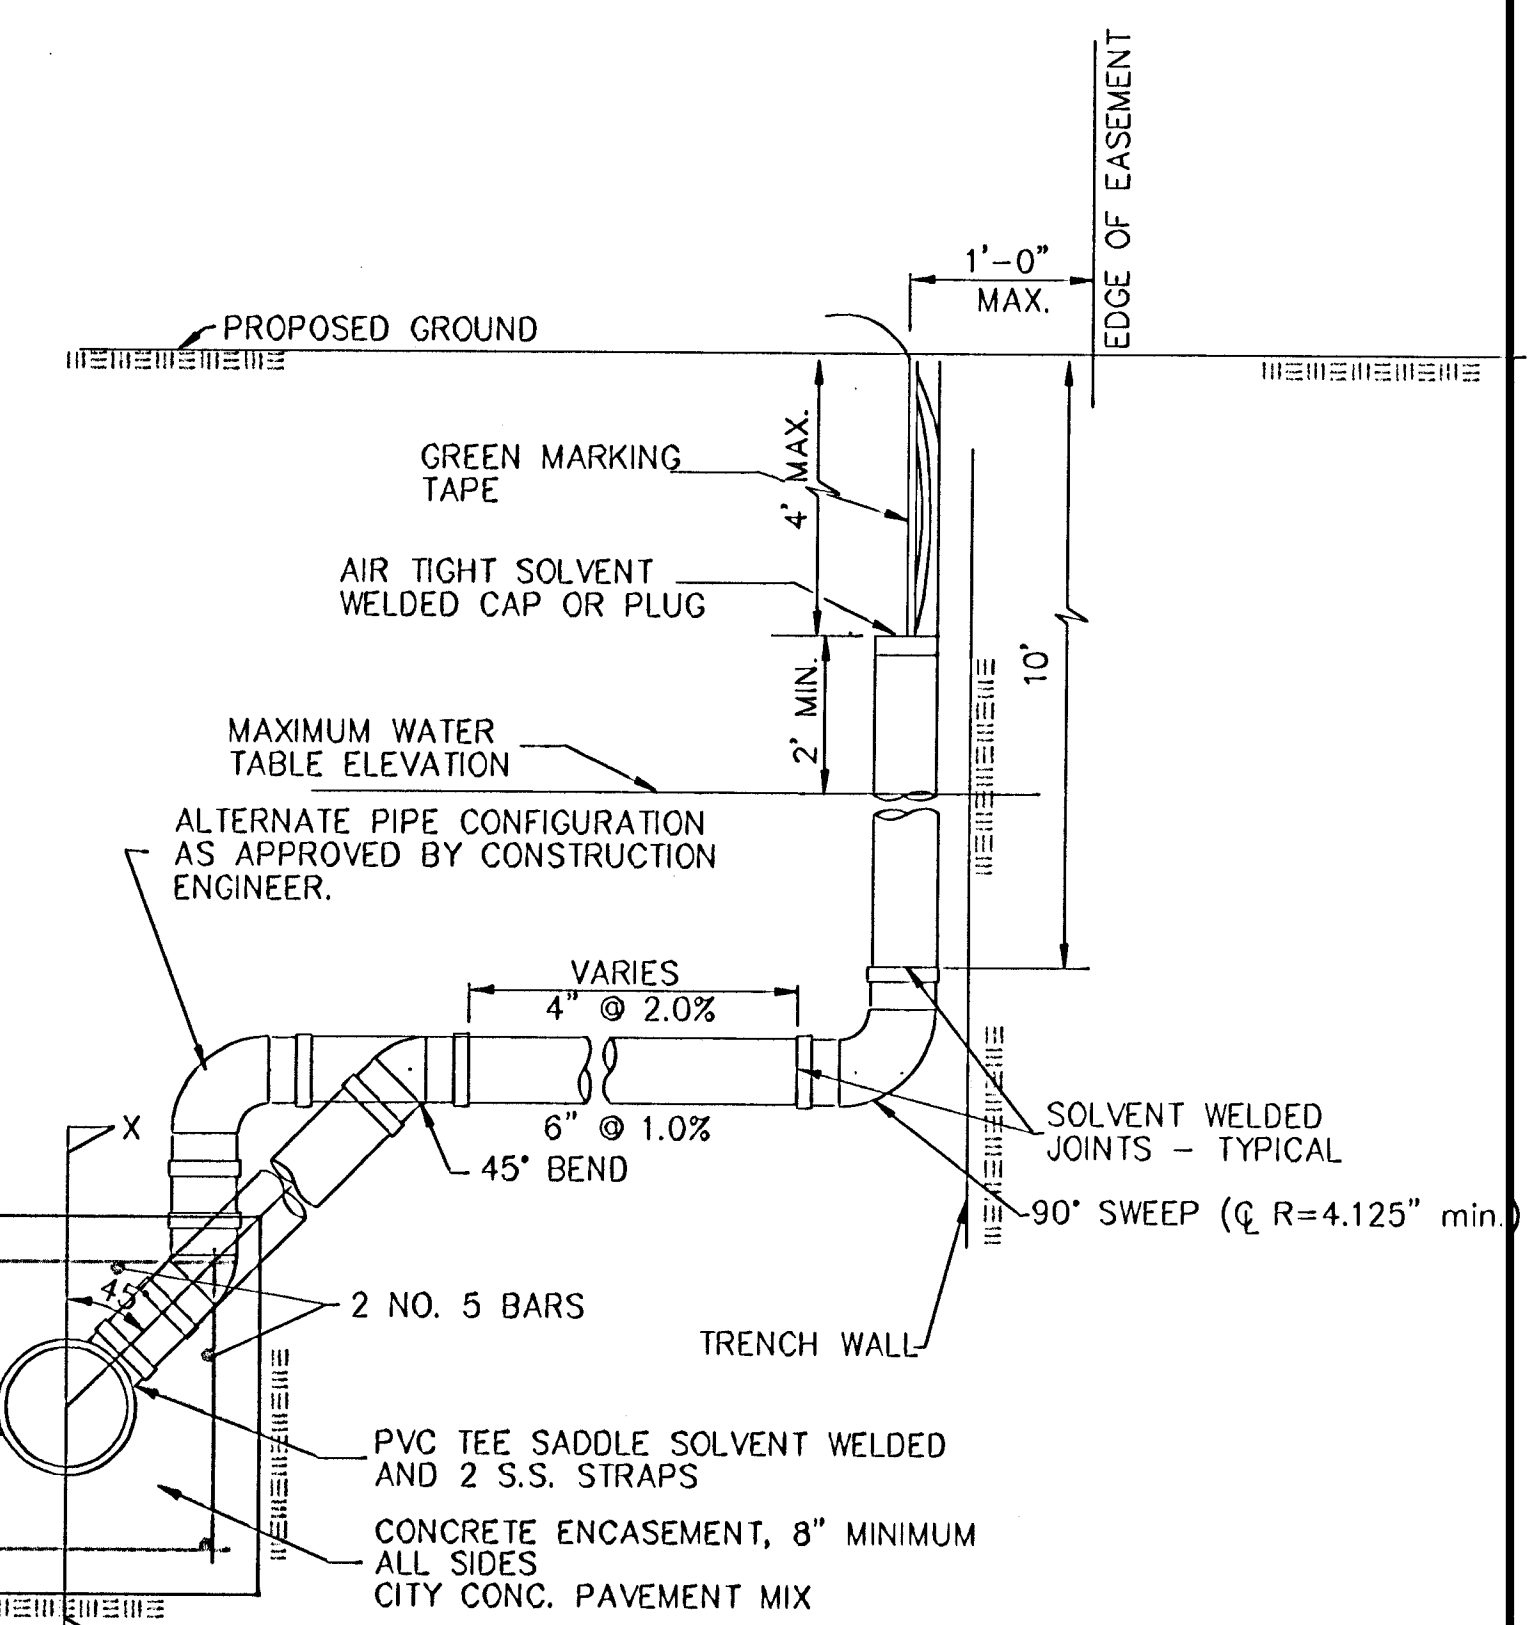 EDGE OF EASEMENT
1'-0"
MAX.
PROPOSED GROUND
GREEN MARKING
TAPE
4' MAX.
AIR TIGHT SOLVENT
WELDED CAP OR PLUG
2' MIN.
10'
MAXIMUM WATER
TABLE ELEVATION
ALTERNATE PIPE CONFIGURATION
AS APPROVED BY CONSTRUCTION
ENGINEER.
VARIES
4" @ 2.0%
6" @ 1.0%
45° BEND
X
SOLVENT WELDED
JOINTS - TYPICAL
90° SWEEP (℄ R=4.125" min.)
45°
2 NO. 5 BARS
TRENCH WALL
PVC TEE SADDLE SOLVENT WELDED
AND 2 S.S. STRAPS
CONCRETE ENCASEMENT, 8" MINIMUM
ALL SIDES
CITY CONC. PAVEMENT MIX